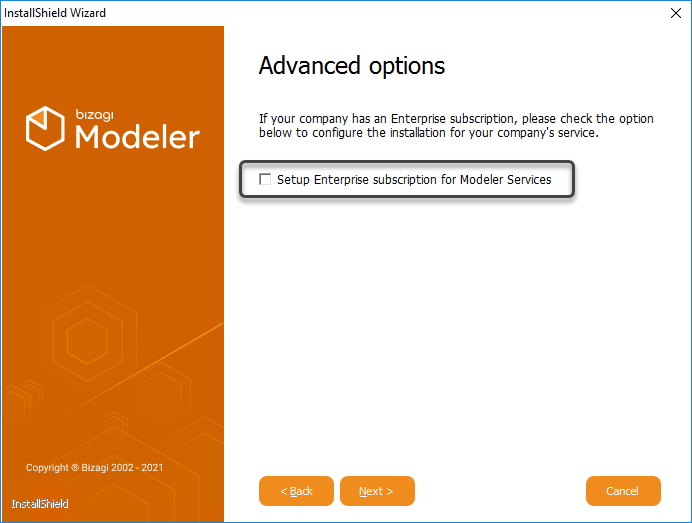 InstallShield Wizard
bizagi
Modeler
Advanced options
If your company has an Enterprise subscription, please check the option
below to configure the installation for your company's service.
Setup Enterprise subscription for Modeler Services
Copyright ® Bizagi 2002 - 2021
InstallShield
< Back
Next >
Cancel